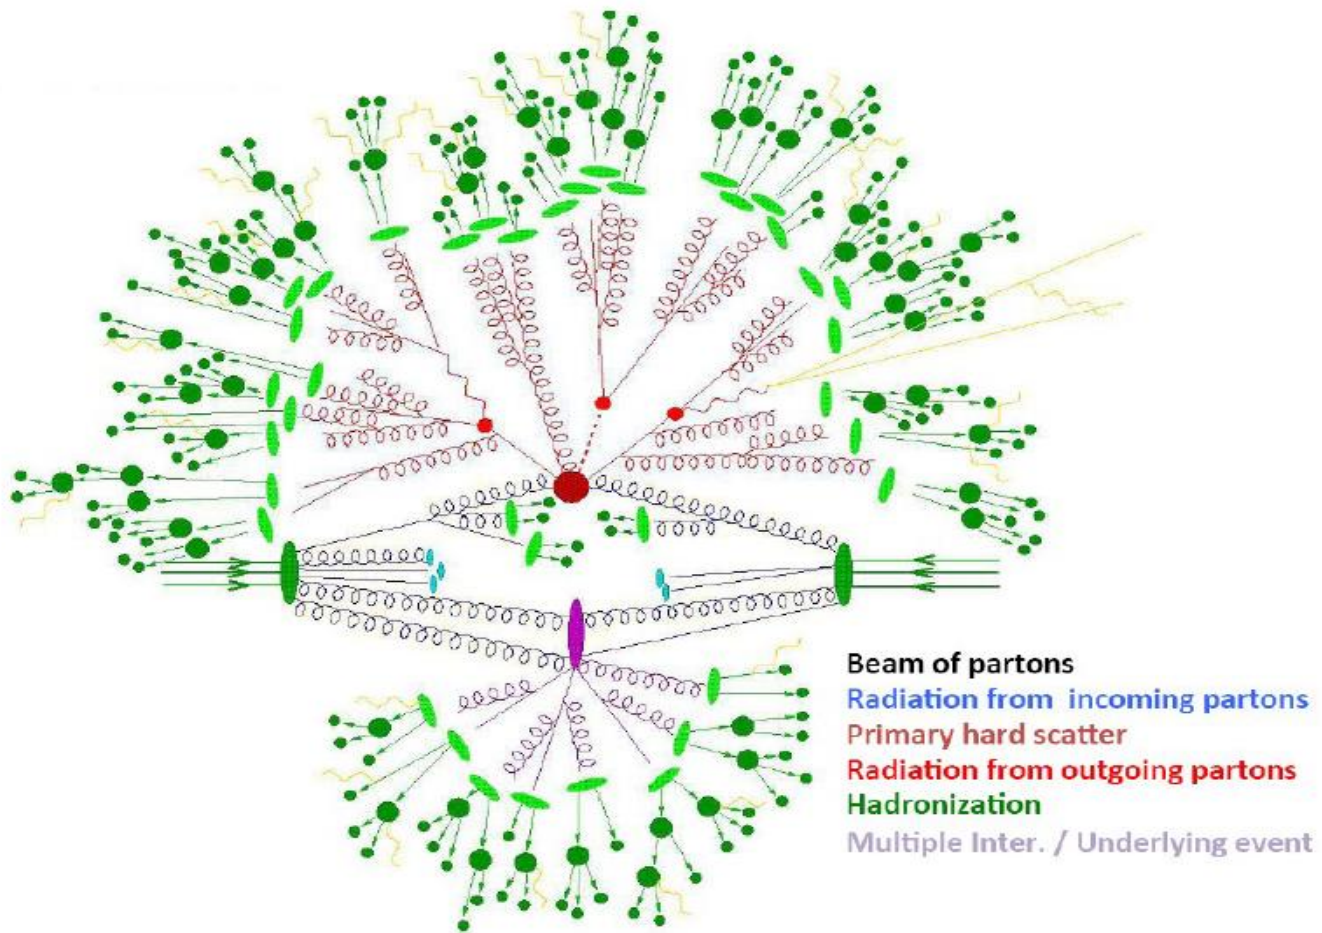 Beam of partons
Radiation from incoming partons
Primary hard scatter
Radiation from outgoing partons
Hadronization
Multiple Inter. / Underlying event